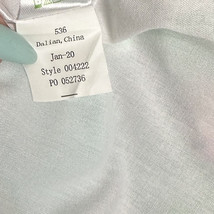 536
Dalian,China
Jan-20
Style 004222
PO 052736